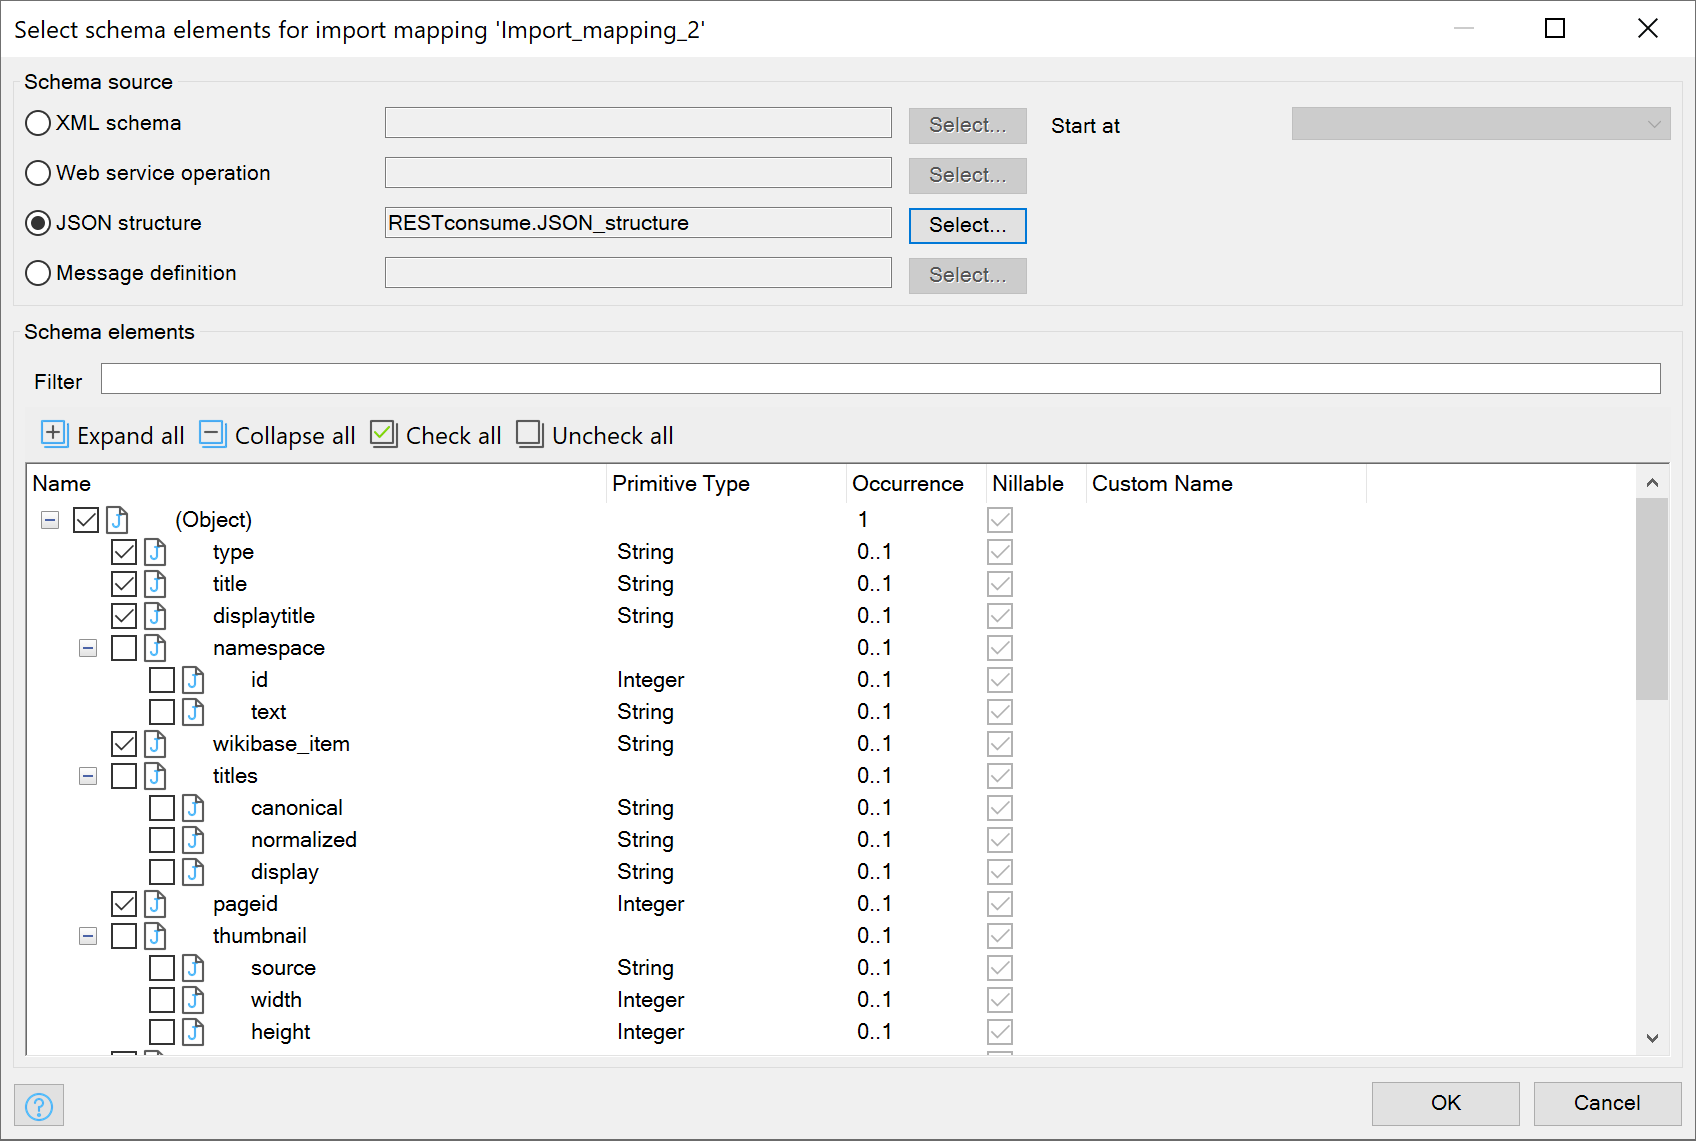 Select schema elements for import mapping 'Import_mapping_2'
Schema source
XML schema Select... Start at
Web service operation Select...
JSON structure RESTconsume.JSON_structure Select...
Message definition Select...
Schema elements
Filter
Expand all Collapse all Check all Uncheck all
Name Primitive Type Occurrence Nillable Custom Name
(Object) 1
type String 0..1
title String 0..1
displaytitle String 0..1
namespace 0..1
id Integer 0..1
text String 0..1
wikibase_item String 0..1
titles 0..1
canonical String 0..1
normalized String 0..1
display String 0..1
pageid Integer 0..1
thumbnail 0..1
source String 0..1
width Integer 0..1
height Integer 0..1
OK Cancel